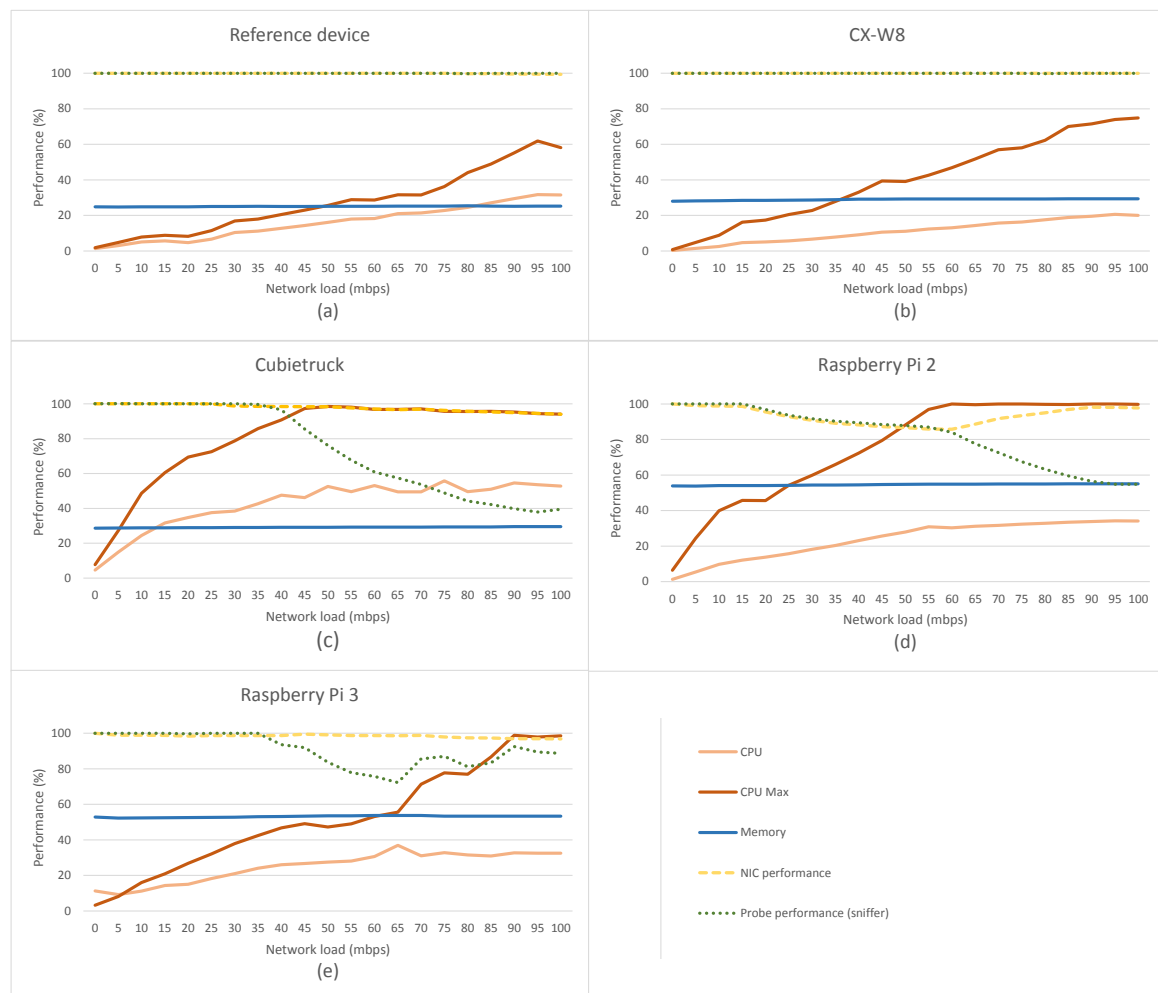 Reference device
100
80
60
40
20
0
Performance (%)
0 5 10 15 20 25 30 35 40 45 50 55 60 65 70 75 80 85 90 95 100
Network load (mbps)
(a)
CX-W8
100
80
60
40
20
0
Performance (%)
0 5 10 15 20 25 30 35 40 45 50 55 60 65 70 75 80 85 90 95 100
Network load (mbps)
(b)
Cubietruck
100
80
60
40
20
0
Performance (%)
0 5 10 15 20 25 30 35 40 45 50 55 60 65 70 75 80 85 90 95 100
Network load (mbps)
(c)
Raspberry Pi 2
100
80
60
40
20
0
Performance (%)
0 5 10 15 20 25 30 35 40 45 50 55 60 65 70 75 80 85 90 95 100
Network load (mbps)
(d)
Raspberry Pi 3
100
80
60
40
20
0
Performance (%)
0 5 10 15 20 25 30 35 40 45 50 55 60 65 70 75 80 85 90 95 100
Network load (mbps)
(e)
CPU
CPU Max
Memory
NIC performance
Probe performance (sniffer)